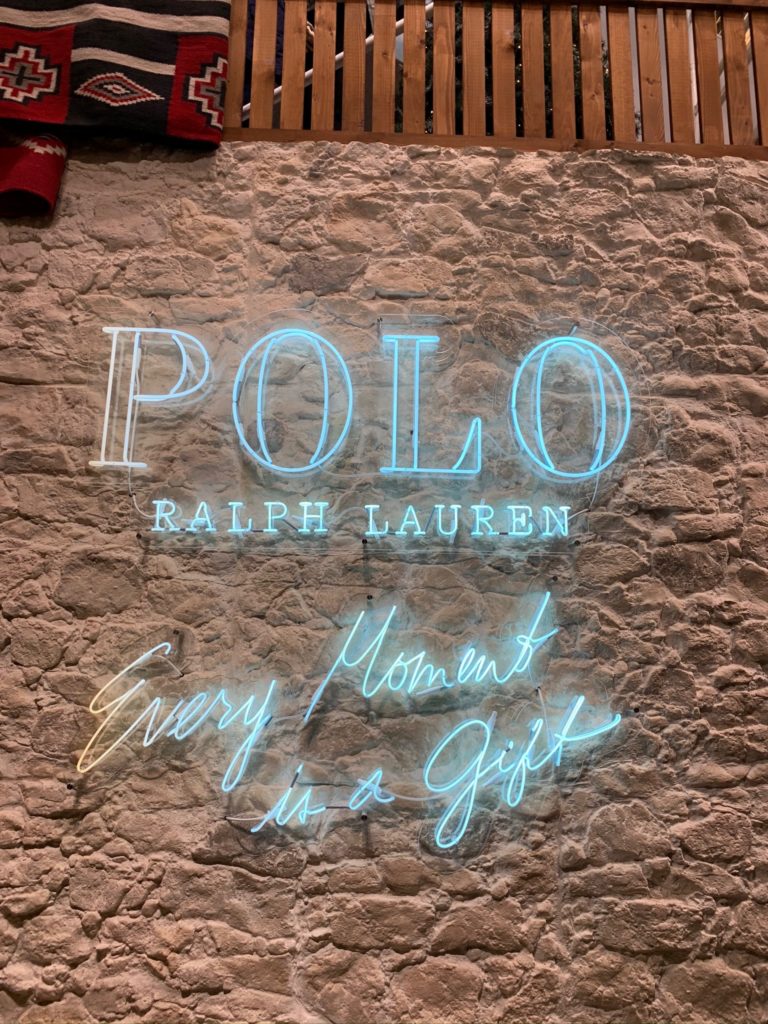 POLO
RALPH LAUREN
Every Moment
is a Gift